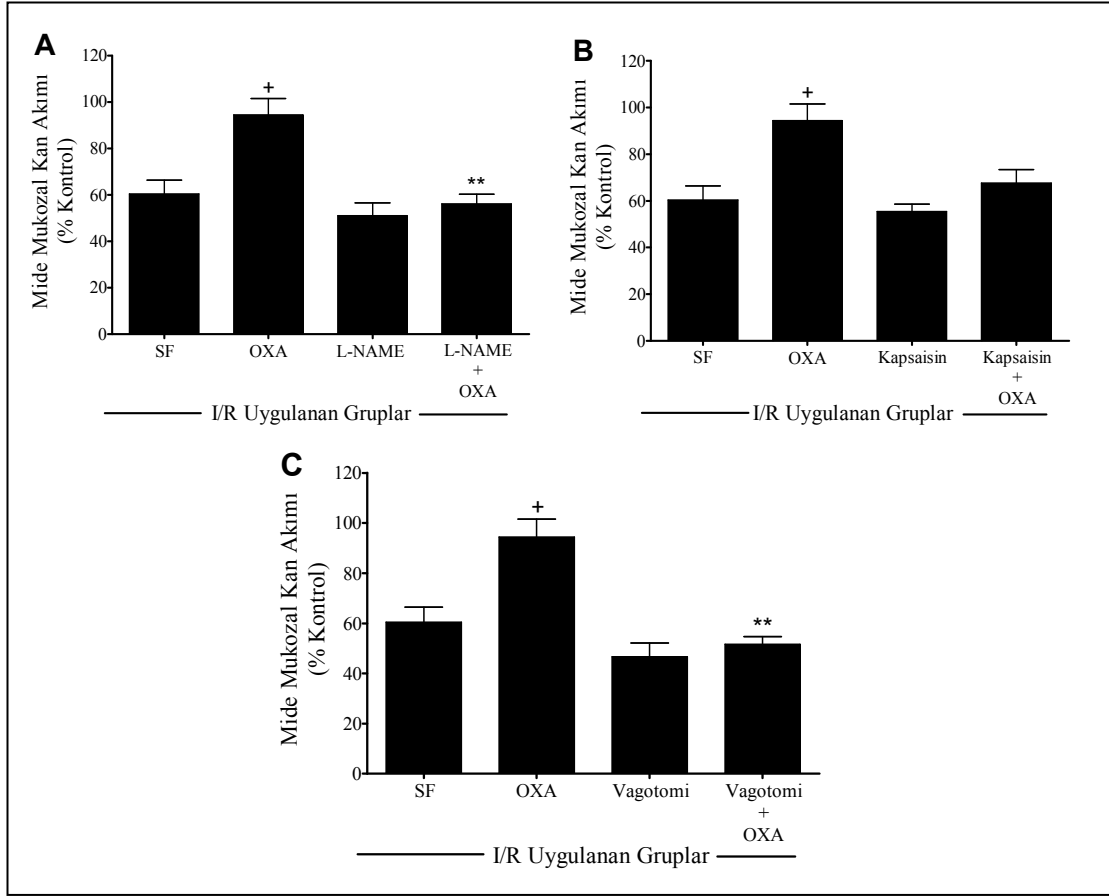 A
Mide Mukozal Kan Akımı
(% Kontrol)
120
100
80
60
40
20
0
+
**
SF
OXA
L-NAME
L-NAME
+
OXA
I/R Uygulanan Gruplar
B
Mide Mukozal Kan Akımı
(% Kontrol)
120
100
80
60
40
20
0
+
SF
OXA
Kapsaisin
Kapsaisin
+
OXA
I/R Uygulanan Gruplar
C
Mide Mukozal Kan Akımı
(% Kontrol)
120
100
80
60
40
20
0
+
**
SF
OXA
Vagotomi
Vagotomi
+
OXA
I/R Uygulanan Gruplar